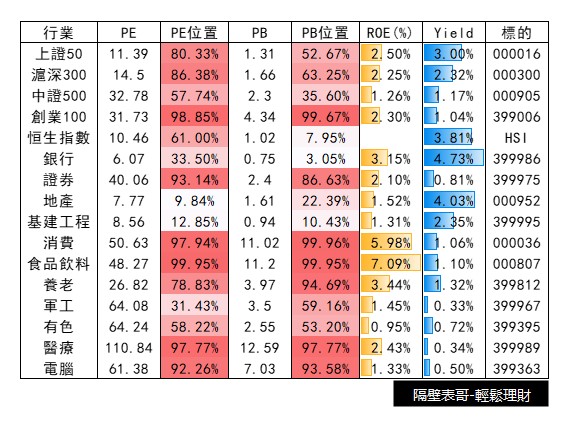 行業 PE PE位置 PB PB位置 ROE(%) Yield 標的
上證50 11.39 80.33% 1.31 52.67% 2.50% 3.00% 000016
滬深300 14.5 86.38% 1.66 63.25% 2.25% 2.32% 000300
中證500 32.78 57.74% 2.3 35.60% 1.26% 1.17% 000905
創業100 31.73 98.85% 4.34 99.67% 2.30% 1.04% 399006
恒生指數 10.46 61.00% 1.02 7.95% 3.81% HSI
銀行 6.07 33.50% 0.75 3.05% 3.15% 4.73% 399986
證劵 40.06 93.14% 2.4 86.63% 2.10% 0.81% 399975
地產 7.77 9.84% 1.61 22.39% 1.52% 4.03% 000952
基建工程 8.56 12.85% 0.94 10.43% 1.31% 2.35% 399995
消費 50.63 97.94% 11.02 99.96% 5.98% 1.06% 000036
食品飲料 48.27 99.95% 11.2 99.95% 7.09% 1.10% 000807
養老 26.82 78.83% 3.97 94.69% 3.44% 1.32% 399812
軍工 64.08 31.43% 3.5 59.16% 1.45% 0.33% 399967
有色 64.24 58.22% 2.55 53.20% 0.95% 0.72% 399395
醫療 110.84 97.77% 12.59 97.77% 2.43% 0.34% 399989
電腦 61.38 92.26% 7.03 93.58% 1.33% 0.50% 399363
隔壁表哥-輕鬆理財